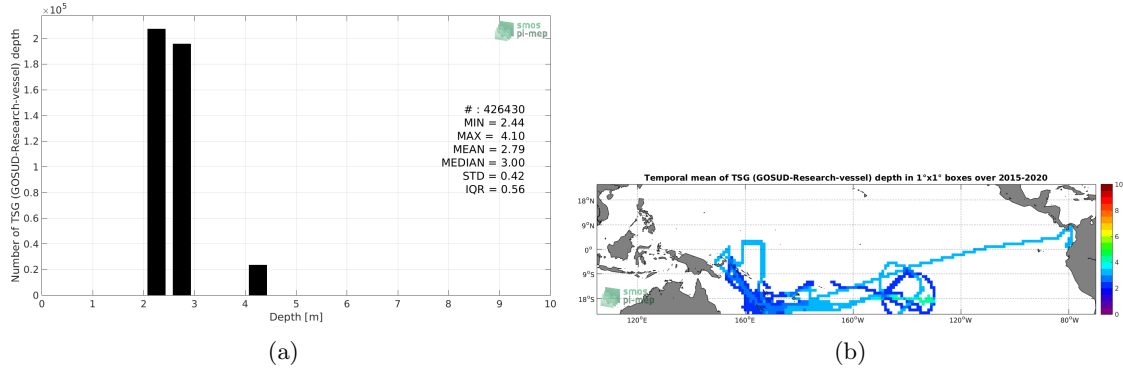 ×10⁵
smos
pi-mep
Number of TSG (GOSUD-Research-vessel) depth
2
1.8
1.6
1.4
1.2
1
0.8
0.6
0.4
0.2
0
# : 426430
MIN = 2.44
MAX = 4.10
MEAN = 2.79
MEDIAN = 3.00
STD = 0.42
IQR = 0.56
0 1 2 3 4 5 6 7 8 9 10
Depth [m]
(a)
Temporal mean of TSG (GOSUD-Research-vessel) depth in 1°x1° boxes over 2015-2020
18°N
9°N
0°
9°S
18°S
smos
pi-mep
120°E 160°E 160°W 120°W 80°W
10
8
6
4
2
0
(b)